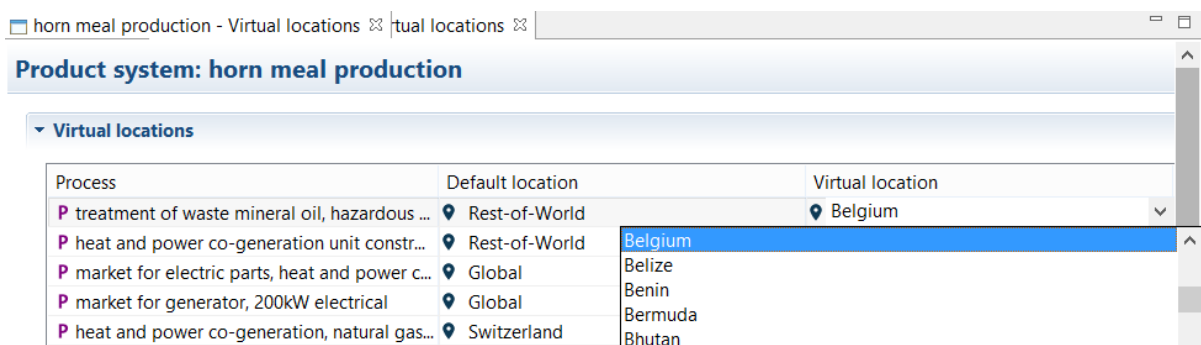 horn meal production - Virtual locations tual locations
Product system: horn meal production
Virtual locations
Process Default location Virtual location
P treatment of waste mineral oil, hazardous ... Rest-of-World Belgium
P heat and power co-generation unit constr... Rest-of-World Belgium
P market for electric parts, heat and power c... Global Belize
Benin
P market for generator, 200kW electrical Global Bermuda
P heat and power co-generation, natural gas... Switzerland Bhutan